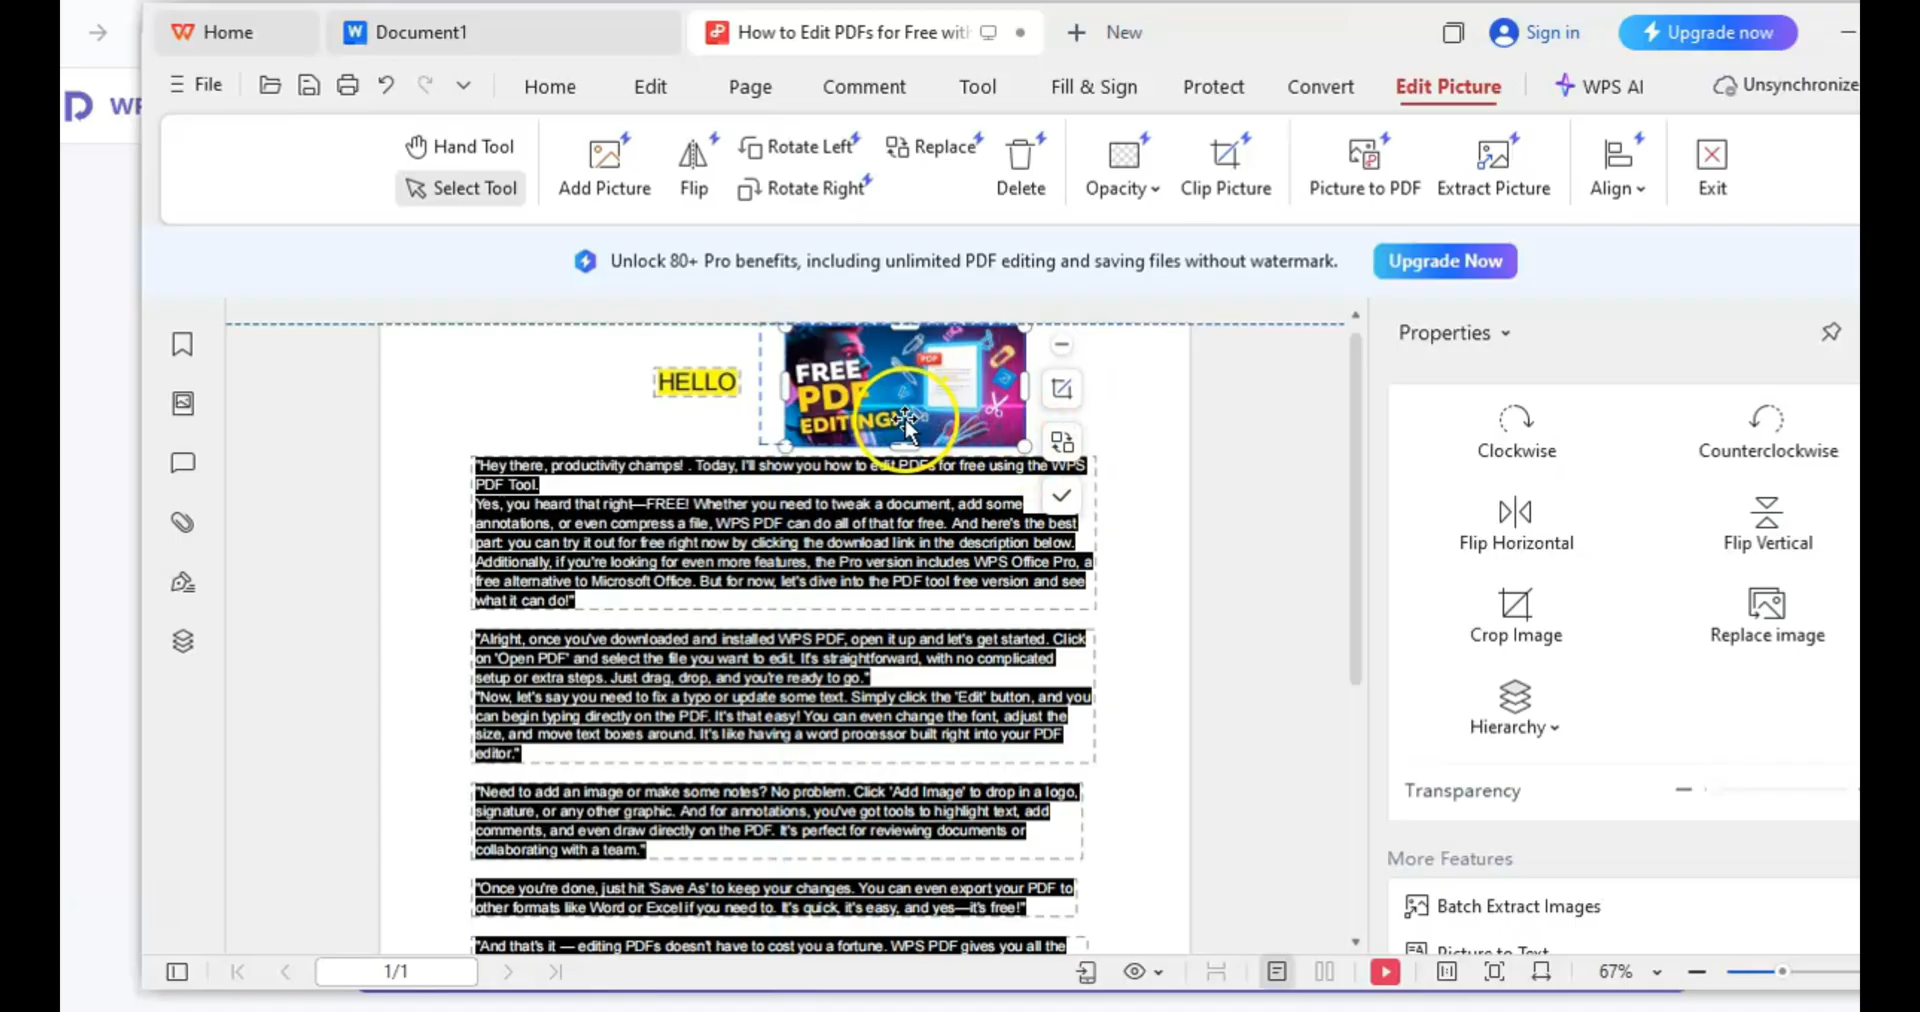 Home
Document1
How to Edit PDFs for Free with
New
Sign in
Upgrade now
WP
File
Home
Edit
Page
Comment
Tool
Fill & Sign
Protect
Convert
Edit Picture
WPS AI
Unsynchronize
Hand Tool
Select Tool
Add Picture
Flip
Rotate Left
Rotate Right
Replace
Delete
Opacity
Clip Picture
Picture to PDF
Extract Picture
Align
Exit
Unlock 80+ Pro benefits, including unlimited PDF editing and saving files without watermark.
Upgrade Now
HELLO
FREE
PDF
EDITING
PDF
"Hey there, productivity champs! . Today, I'll show you how to edit PDFs for free using the WPS
PDF Tool.
Yes, you heard that right—FREE! Whether you need to tweak a document, add some
annotations, or even compress a file, WPS PDF can do all of that for free. And here's the best
part: you can try it out for free right now by clicking the download link in the description below.
Additionally, if you're looking for even more features, the Pro version includes WPS Office Pro, a
free alternative to Microsoft Office. But for now, let's dive into the PDF tool free version and see
what it can do!"
"Alright, once you've downloaded and installed WPS PDF, open it up and let's get started. Click
on 'Open PDF' and select the file you want to edit. It's straightforward, with no complicated
setup or extra steps. Just drag, drop, and you're ready to go."
"Now, let's say you need to fix a typo or update some text. Simply click the 'Edit' button, and you
can begin typing directly on the PDF. It's that easy! You can even change the font, adjust the
size, and move text boxes around. It's like having a word processor built right into your PDF
editor."
"Need to add an image or make some notes? No problem. Click 'Add Image' to drop in a logo,
signature, or any other graphic. And for annotations, you've got tools to highlight text, add
comments, and even draw directly on the PDF. It's perfect for reviewing documents or
collaborating with a team."
"Once you're done, just hit 'Save As' to keep your changes. You can even export your PDF to
other formats like Word or Excel if you need to. It's quick, it's easy, and yes—it's free!"
"And that's it — editing PDFs doesn't have to cost you a fortune. WPS PDF gives you all the
Properties
Clockwise
Counterclockwise
Flip Horizontal
Flip Vertical
Crop Image
Replace image
Hierarchy
Transparency
More Features
Batch Extract Images
Picture to Text
1/1
67%